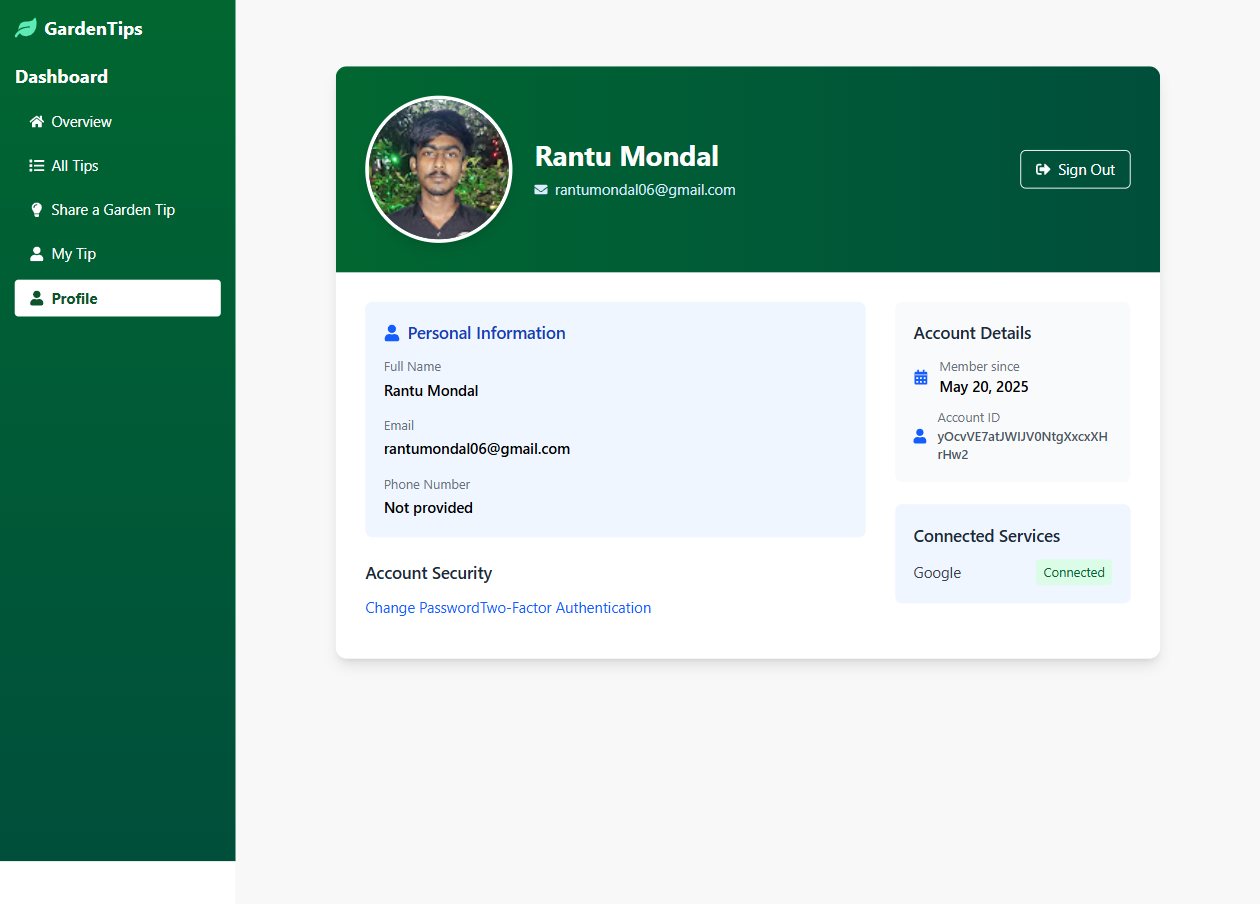 GardenTips
Dashboard
Overview
All Tips
Share a Garden Tip
My Tip
Profile
Rantu Mondal
rantumondal06@gmail.com
Sign Out
Personal Information
Full Name
Rantu Mondal
Email
rantumondal06@gmail.com
Phone Number
Not provided
Account Security
Change PasswordTwo-Factor Authentication
Account Details
Member since
May 20, 2025
Account ID
yOcvVE7atJWIJV0NtgXxcxXH
rHw2
Connected Services
Google Connected